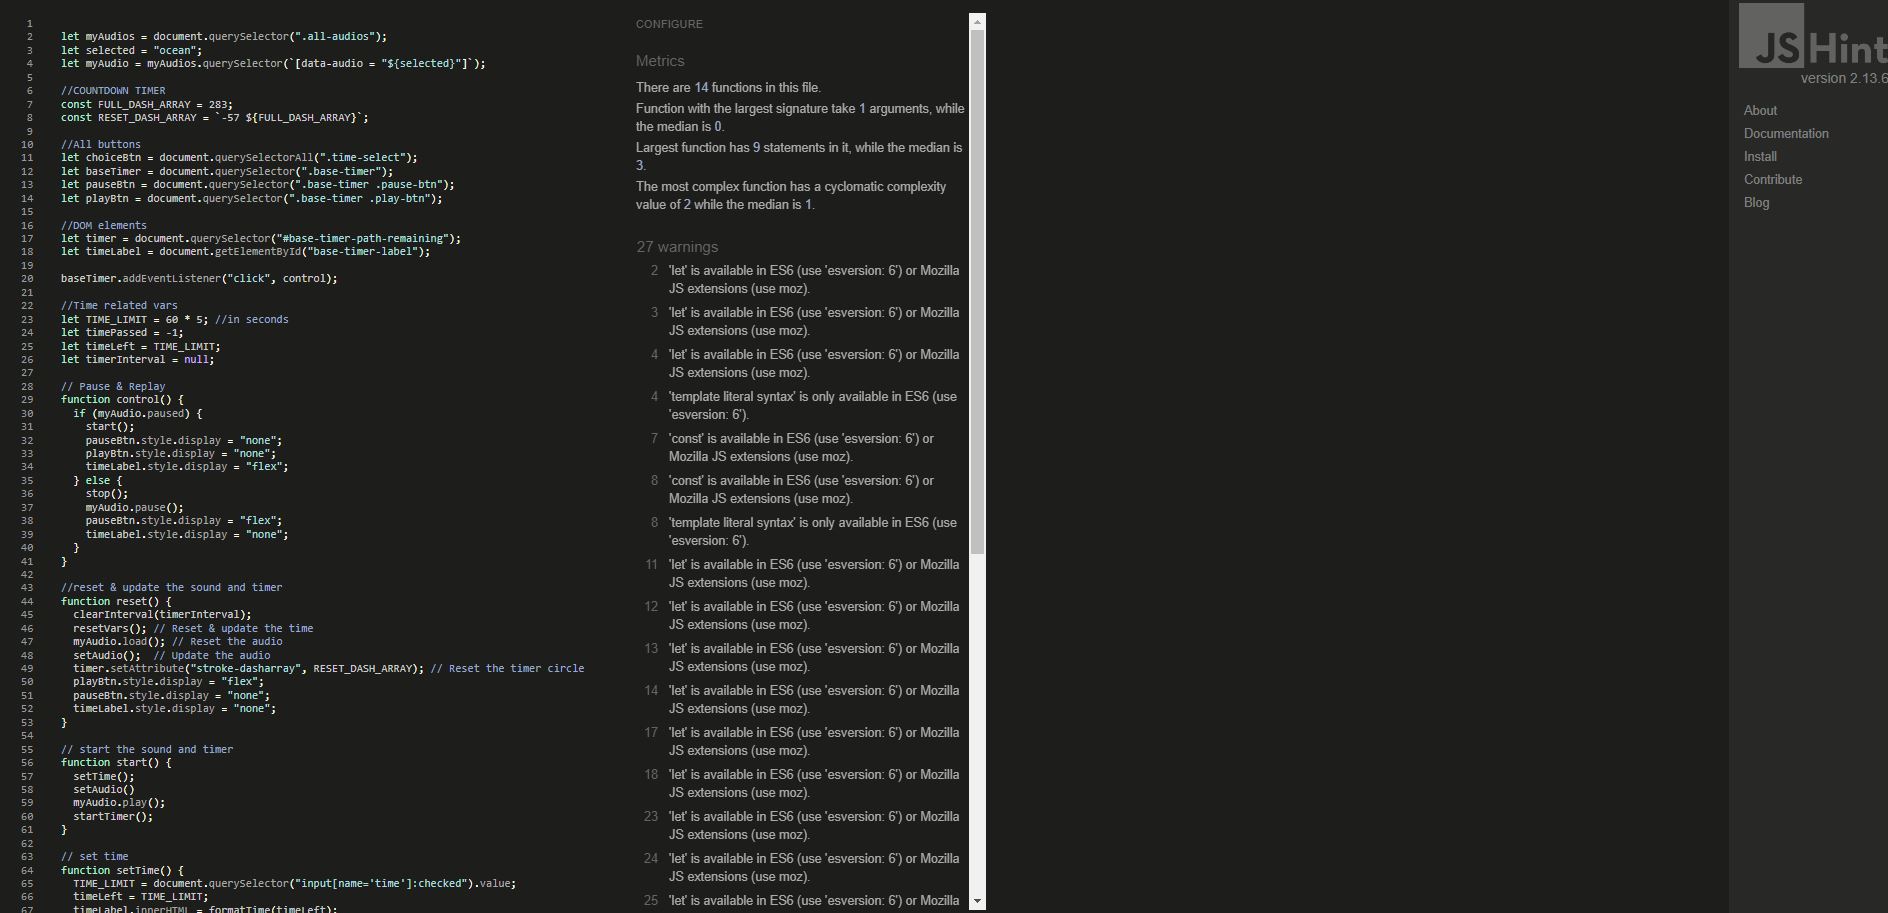 1
2 let myAudios = document.querySelector(".all-audios");
3 let selected = "ocean";
4 let myAudio = myAudios.querySelector(`[data-audio = "${selected}"]`);
5
6 //COUNTDOWN TIMER
7 const FULL_DASH_ARRAY = 283;
8 const RESET_DASH_ARRAY = `-57 ${FULL_DASH_ARRAY}`;
9
10 //All buttons
11 let choiceBtn = document.querySelectorAll(".time-select");
12 let baseTimer = document.querySelector(".base-timer");
13 let pauseBtn = document.querySelector(".base-timer .pause-btn");
14 let playBtn = document.querySelector(".base-timer .play-btn");
15
16 //DOM elements
17 let timer = document.querySelector("#base-timer-path-remaining");
18 let timeLabel = document.getElementById("base-timer-label");
19
20 baseTimer.addEventListener("click", control);
21
22 //Time related vars
23 let TIME_LIMIT = 60 * 5; //in seconds
24 let timePassed = -1;
25 let timeLeft = TIME_LIMIT;
26 let timerInterval = null;
27
28 // Pause & Replay
29 function control() {
30 if (myAudio.paused) {
31 start();
32 pauseBtn.style.display = "none";
33 playBtn.style.display = "none";
34 timeLabel.style.display = "flex";
35 } else {
36 stop();
37 myAudio.pause();
38 pauseBtn.style.display = "flex";
39 timeLabel.style.display = "none";
40 }
41 }
42
43 //reset & update the sound and timer
44 function reset() {
45 clearInterval(timerInterval);
46 resetVars(); // Reset & update the time
47 myAudio.load(); // Reset the audio
48 setAudio();  // Update the audio
49 timer.setAttribute("stroke-dasharray", RESET_DASH_ARRAY); // Reset the timer circle
50 playBtn.style.display = "flex";
51 pauseBtn.style.display = "none";
52 timeLabel.style.display = "none";
53 }
54
55 // start the sound and timer
56 function start() {
57 setTime();
58 setAudio()
59 myAudio.play();
60 startTimer();
61 }
62
63 // set time
64 function setTime() {
65 TIME_LIMIT = document.querySelector("input[name='time']:checked").value;
66 timeLeft = TIME_LIMIT;
67 timeLabel.innerHTML = formatTime(timeLeft);
CONFIGURE
Metrics
There are 14 functions in this file.
Function with the largest signature take 1 arguments, while
the median is 0.
Largest function has 9 statements in it, while the median is
3.
The most complex function has a cyclomatic complexity
value of 2 while the median is 1.
27 warnings
2 'let' is available in ES6 (use 'esversion: 6') or Mozilla
JS extensions (use moz).
3 'let' is available in ES6 (use 'esversion: 6') or Mozilla
JS extensions (use moz).
4 'let' is available in ES6 (use 'esversion: 6') or Mozilla
JS extensions (use moz).
4 'template literal syntax' is only available in ES6 (use
'esversion: 6').
7 'const' is available in ES6 (use 'esversion: 6') or
Mozilla JS extensions (use moz).
8 'const' is available in ES6 (use 'esversion: 6') or
Mozilla JS extensions (use moz).
8 'template literal syntax' is only available in ES6 (use
'esversion: 6').
11 'let' is available in ES6 (use 'esversion: 6') or Mozilla
JS extensions (use moz).
12 'let' is available in ES6 (use 'esversion: 6') or Mozilla
JS extensions (use moz).
13 'let' is available in ES6 (use 'esversion: 6') or Mozilla
JS extensions (use moz).
14 'let' is available in ES6 (use 'esversion: 6') or Mozilla
JS extensions (use moz).
17 'let' is available in ES6 (use 'esversion: 6') or Mozilla
JS extensions (use moz).
18 'let' is available in ES6 (use 'esversion: 6') or Mozilla
JS extensions (use moz).
23 'let' is available in ES6 (use 'esversion: 6') or Mozilla
JS extensions (use moz).
24 'let' is available in ES6 (use 'esversion: 6') or Mozilla
JS extensions (use moz).
25 'let' is available in ES6 (use 'esversion: 6') or Mozilla
JSHint
version 2.13.6
About
Documentation
Install
Contribute
Blog